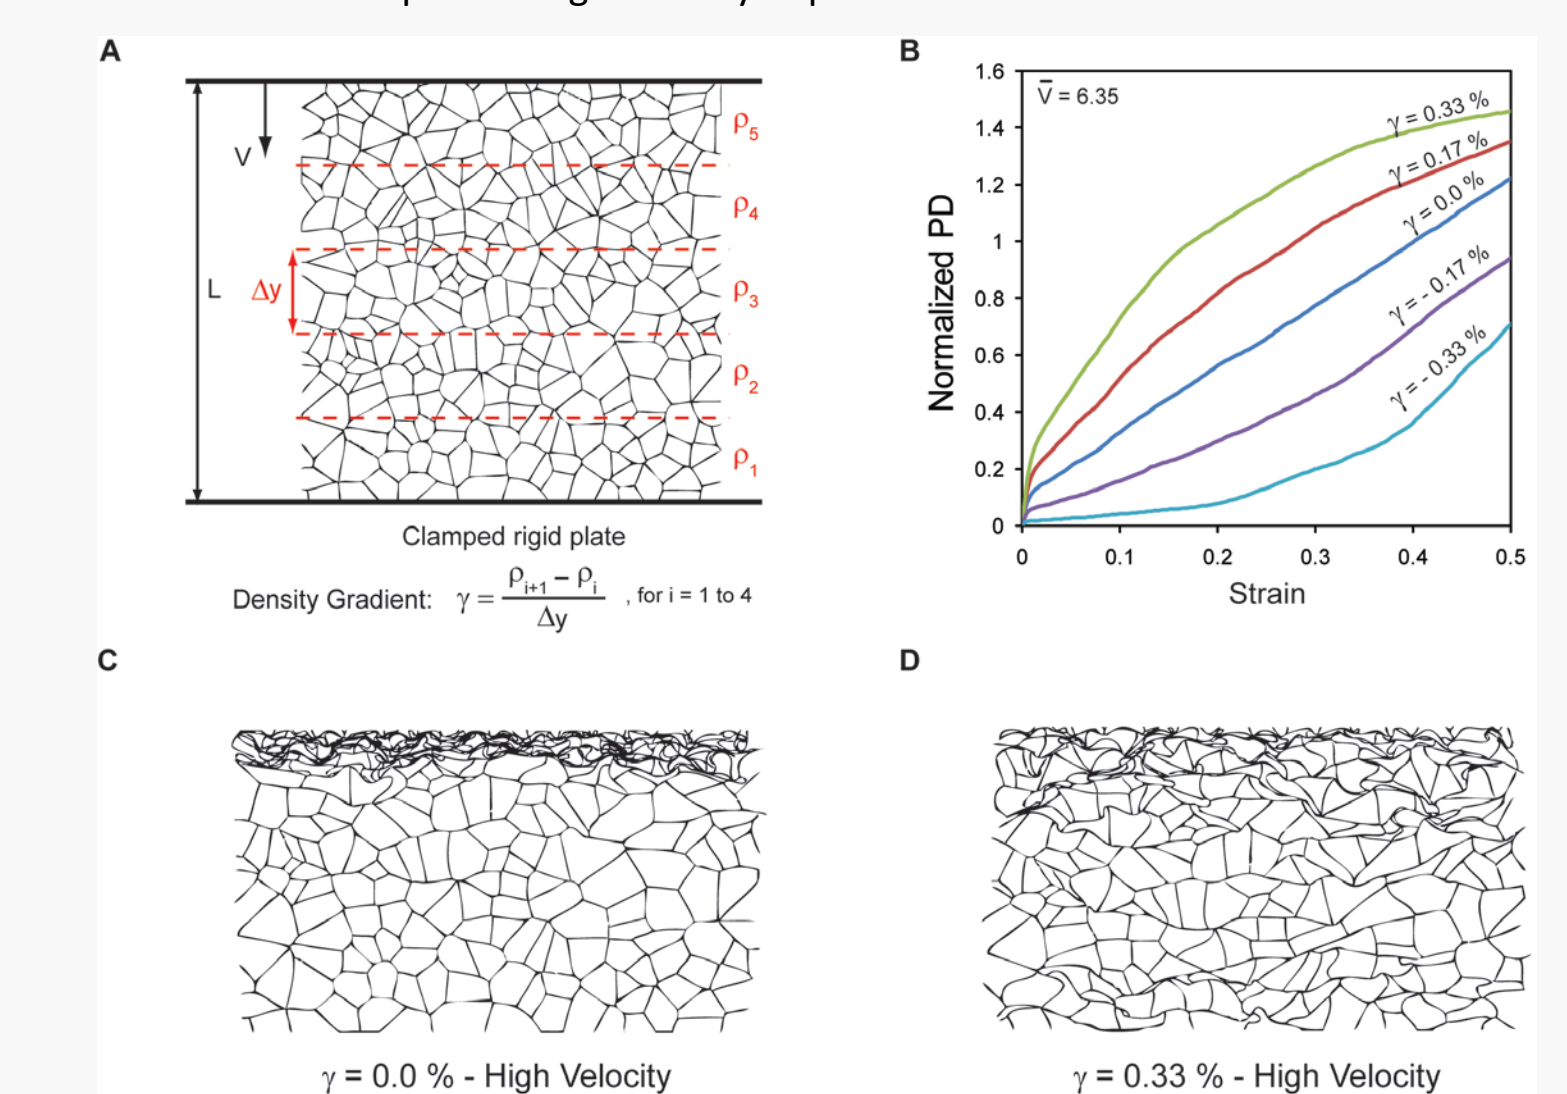 A
V
L
Δy
ρ5
ρ4
ρ3
ρ2
ρ1
Clamped rigid plate
Density Gradient: γ = (ρi+1 − ρi) / Δy , for i = 1 to 4
B
V̄ = 6.35
Normalized PD
1.6
1.4
1.2
1
0.8
0.6
0.4
0.2
0
γ = 0.33 %
γ = 0.17 %
γ = 0.0 %
γ = - 0.17 %
γ = - 0.33 %
0 0.1 0.2 0.3 0.4 0.5
Strain
C
γ = 0.0 % - High Velocity
D
γ = 0.33 % - High Velocity